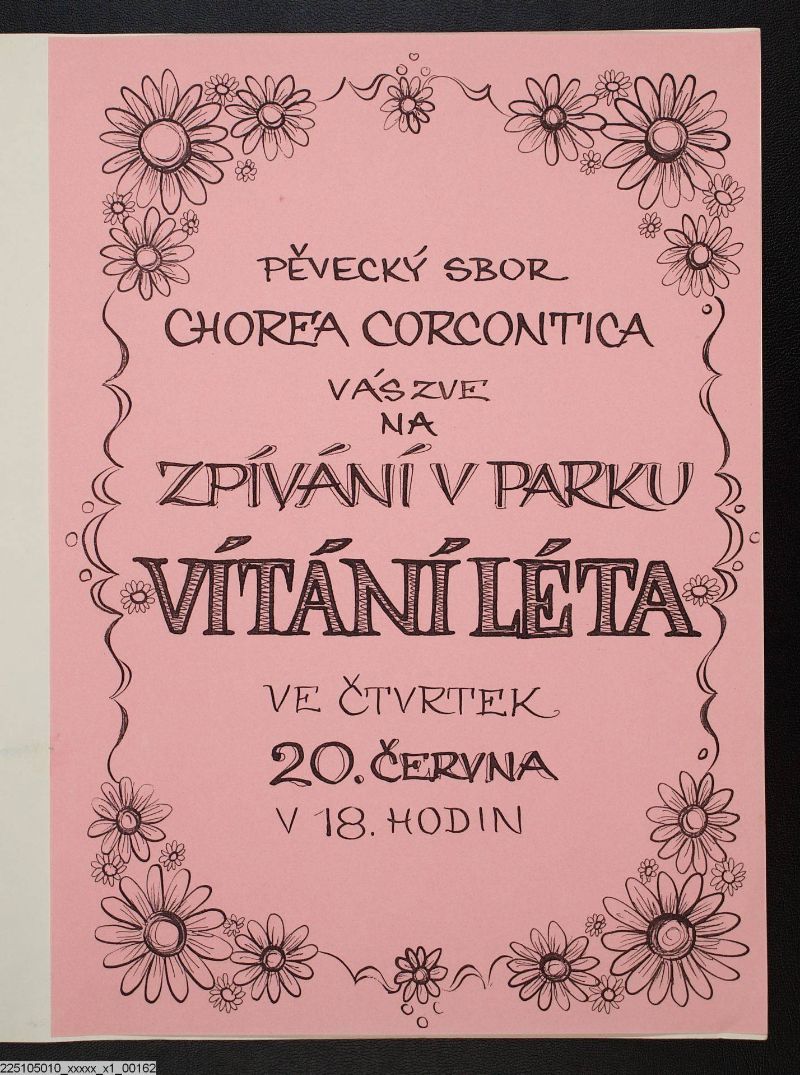 PĚVECKÝ SBOR
CHOREA CORCONTICA
VÁS ZVE
NA
ZPÍVÁNÍ V PARKU
VÍTÁNÍ LÉTA
VE ČTVRTEK
20. ČERVNA
V 18. HODIN
225105010_xxxxx_x1_00162